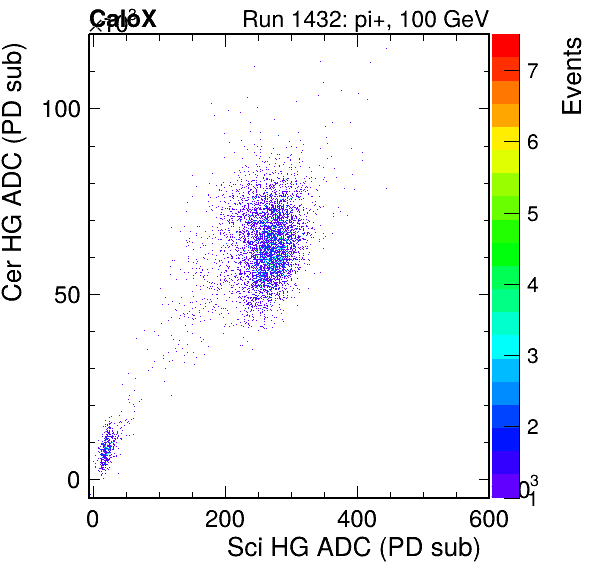 CaloX Run 1432: pi+, 100 GeV
×10³
Cer HG ADC (PD sub)
100
50
0
0 200 400 600
Sci HG ADC (PD sub)
Events
7
6
5
4
3
2
1